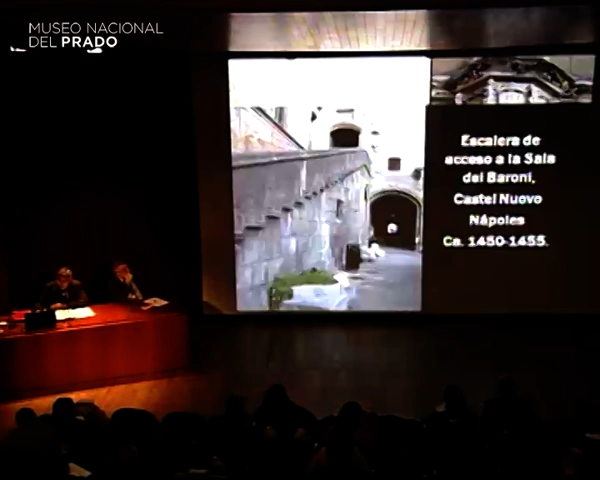 MUSEO NACIONAL
DEL PRADO
Escalera de
acceso a la Sala
dei Baroni,
Castel Nuovo
Nápoles
Ca. 1450-1455.